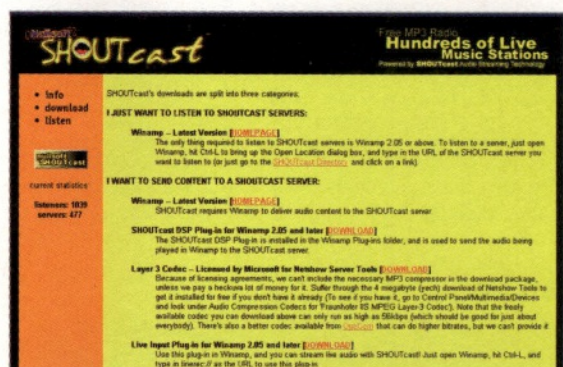 Nullsoft
SHOUTcast
Free MP3 Radio
Hundreds of Live
Music Stations
Powered by SHOUTcast Audio Streaming Technology
• info
• download
• listen
SHOUTcast
current statistics
listeners: 1039
servers: 477
SHOUTcast's downloads are split into three categories;
I JUST WANT TO LISTEN TO SHOUTCAST SERVERS:
Winamp – Latest Version [HOMEPAGE]
The only thing required to listen to SHOUTcast servers is Winamp 2.05 or above. To listen to a server, just open
Winamp, hit Ctrl-L to bring up the Open Location dialog box, and type in the URL of the SHOUTcast server you
want to listen to (or just go to the SHOUTcast Directory and click on a link).
I WANT TO SEND CONTENT TO A SHOUTCAST SERVER:
Winamp – Latest Version [HOMEPAGE]
SHOUTcast requires Winamp to deliver audio content to the SHOUTcast server
SHOUTcast DSP Plug-in for Winamp 2.05 and later [DOWNLOAD]
The SHOUTcast DSP Plug-in is installed in the Winamp Plug-ins folder, and is used to send the audio being
played in Winamp to the SHOUTcast server.
Layer 3 Codec – Licensed by Microsoft for Netshow Server Tools [DOWNLOAD]
Because of licensing agreements, we can't include the necessary MP3 compressor in the download package,
unless we pay a heckuva lot of money for it. Suffer through the 4 megabyte (yech) download of Netshow Tools to
get it installed for free if you don't have it already (To see if you have it, go to Control Panel/Multimedia/Devices
and look under Audio Compression Codecs for 'Fraunhofer IIS MPEG Layer-3 Codec'). Note that the freely
available codec you can download above can only run as high as 56kbps (which should be good for just about
everybody). There's also a better codec available from that can do higher bitrates, but we can't provide it
Live Input Plug-in for Winamp 2.05 and later [DOWNLOAD]
Use this plug-in in Winamp, and you can stream live audio with SHOUTcast! Just open Winamp, hit Ctrl-L, and
type in linerec:// as the URL to use this plug-in.